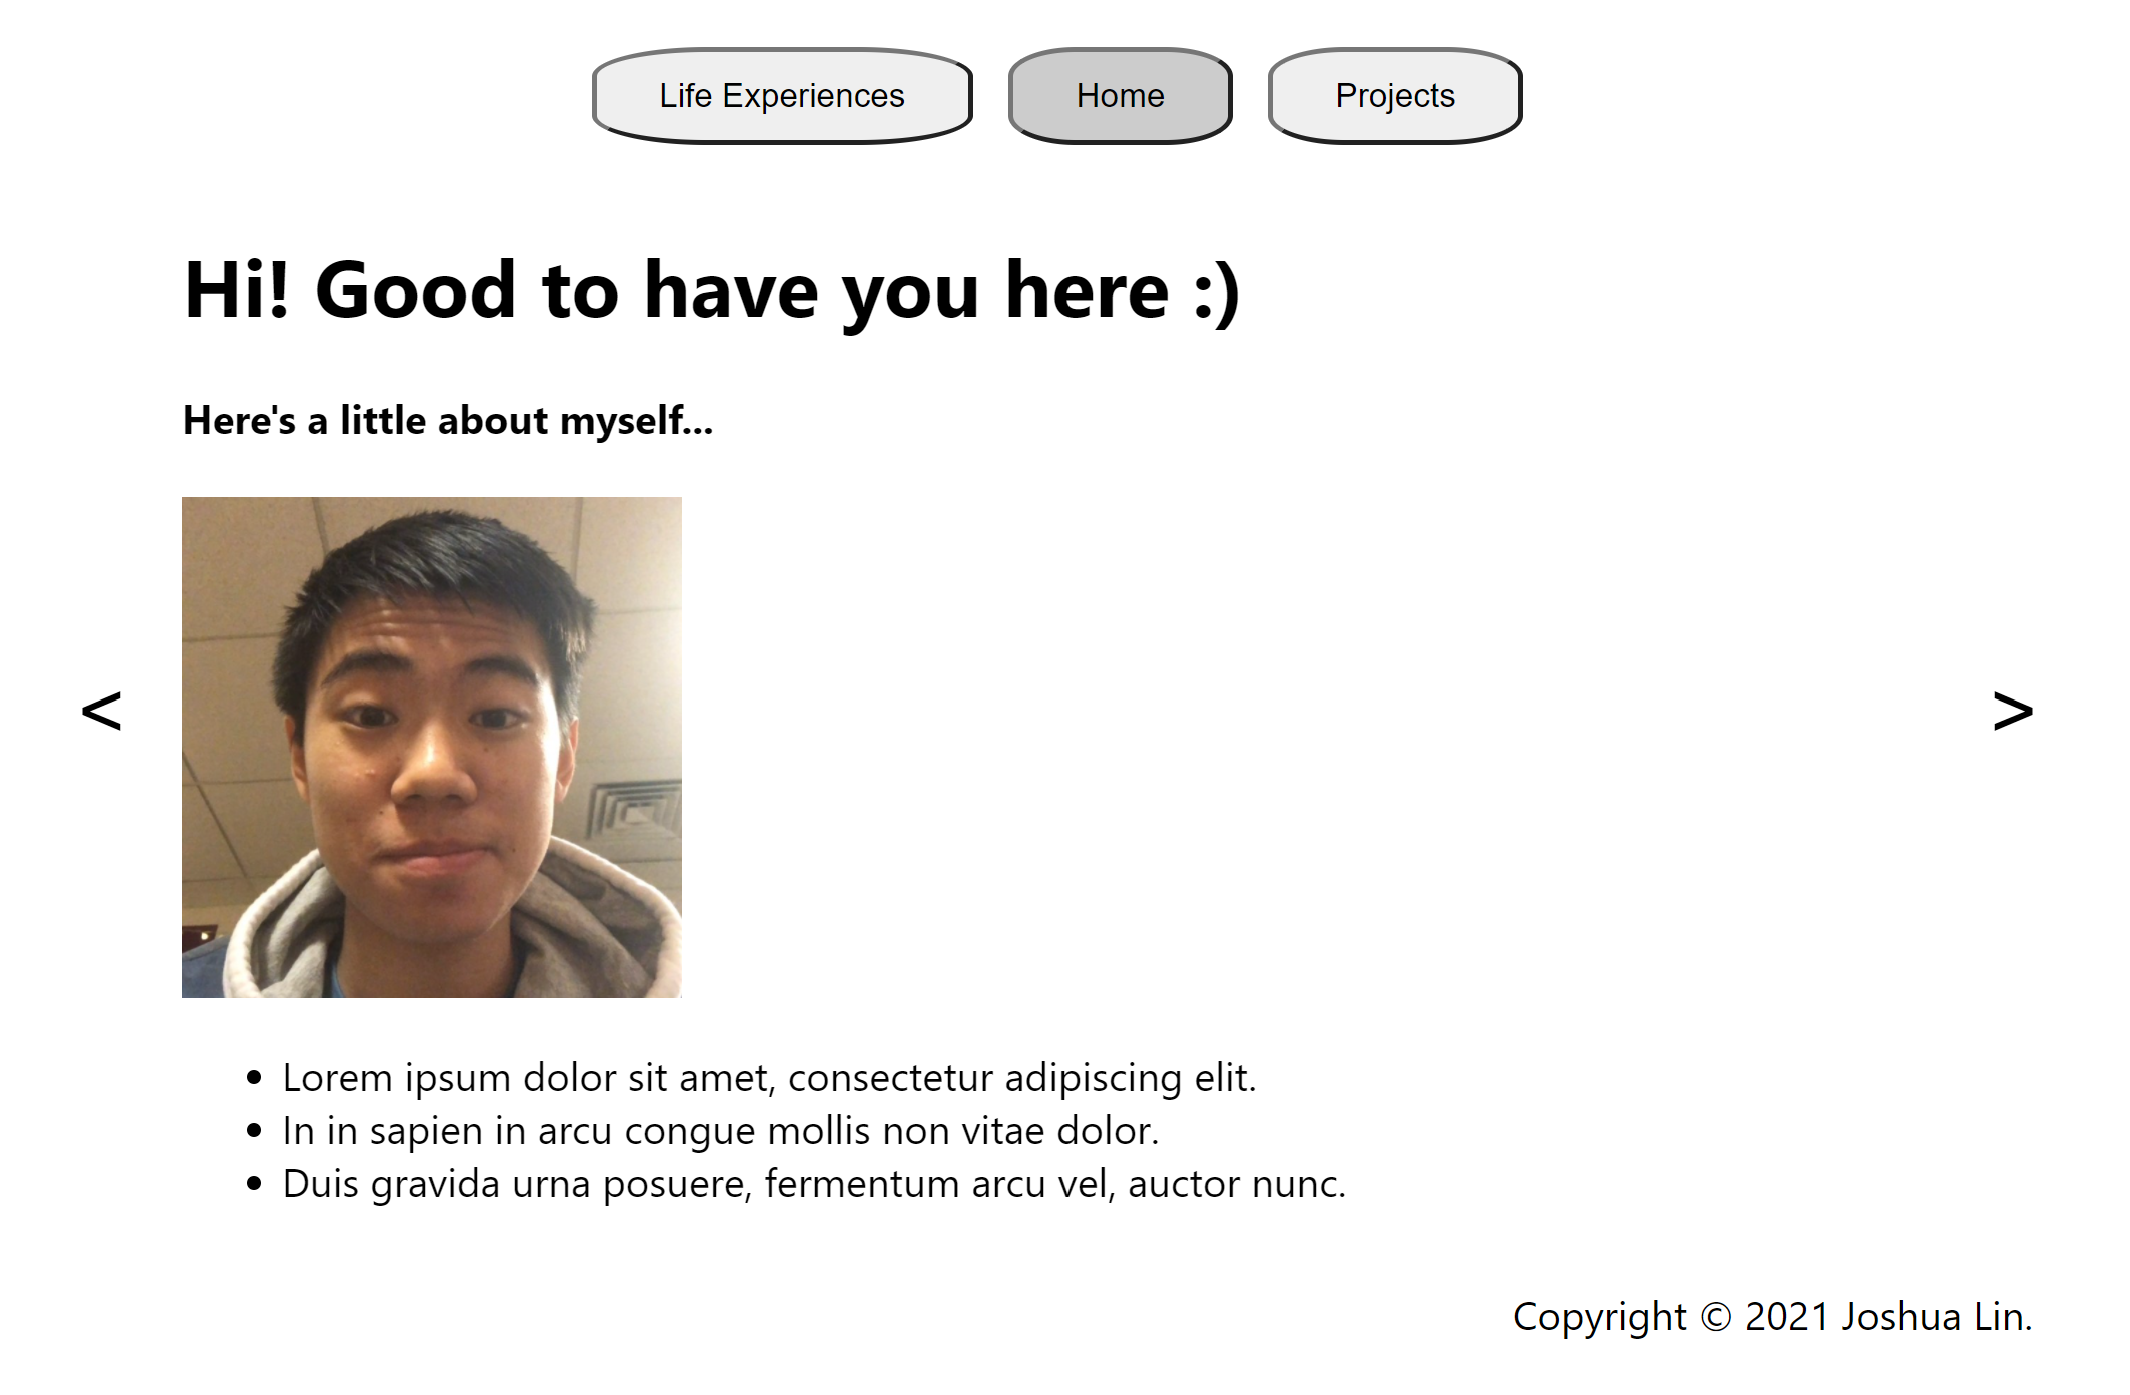 Life Experiences Home Projects
Hi! Good to have you here :)
Here's a little about myself...
< >
Lorem ipsum dolor sit amet, consectetur adipiscing elit.
In in sapien in arcu congue mollis non vitae dolor.
Duis gravida urna posuere, fermentum arcu vel, auctor nunc.
Copyright © 2021 Joshua Lin.